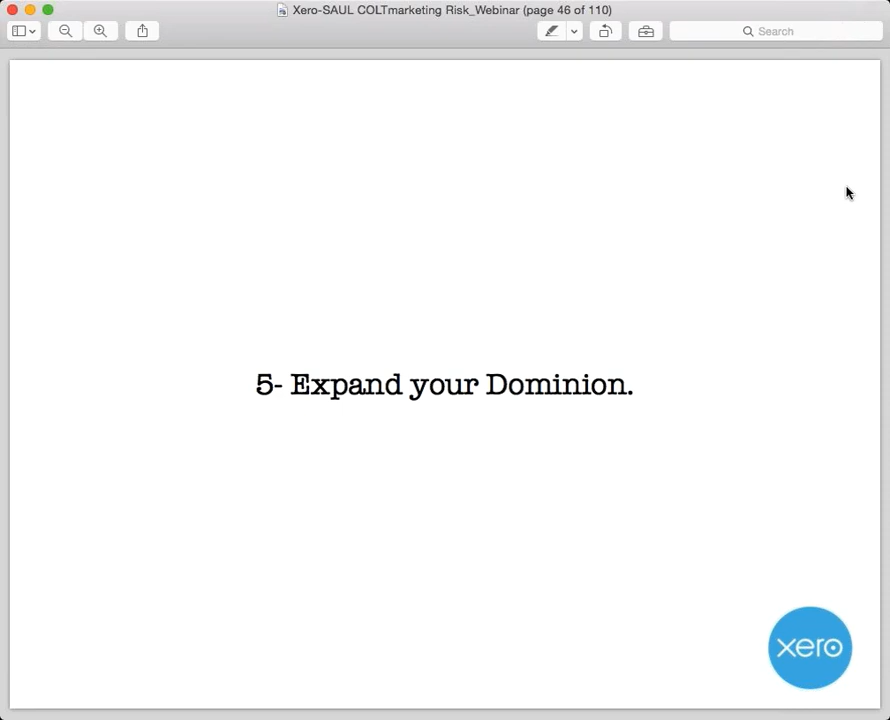 Xero-SAUL COLTmarketing Risk_Webinar (page 46 of 110)
Search
5- Expand your Dominion.
xero